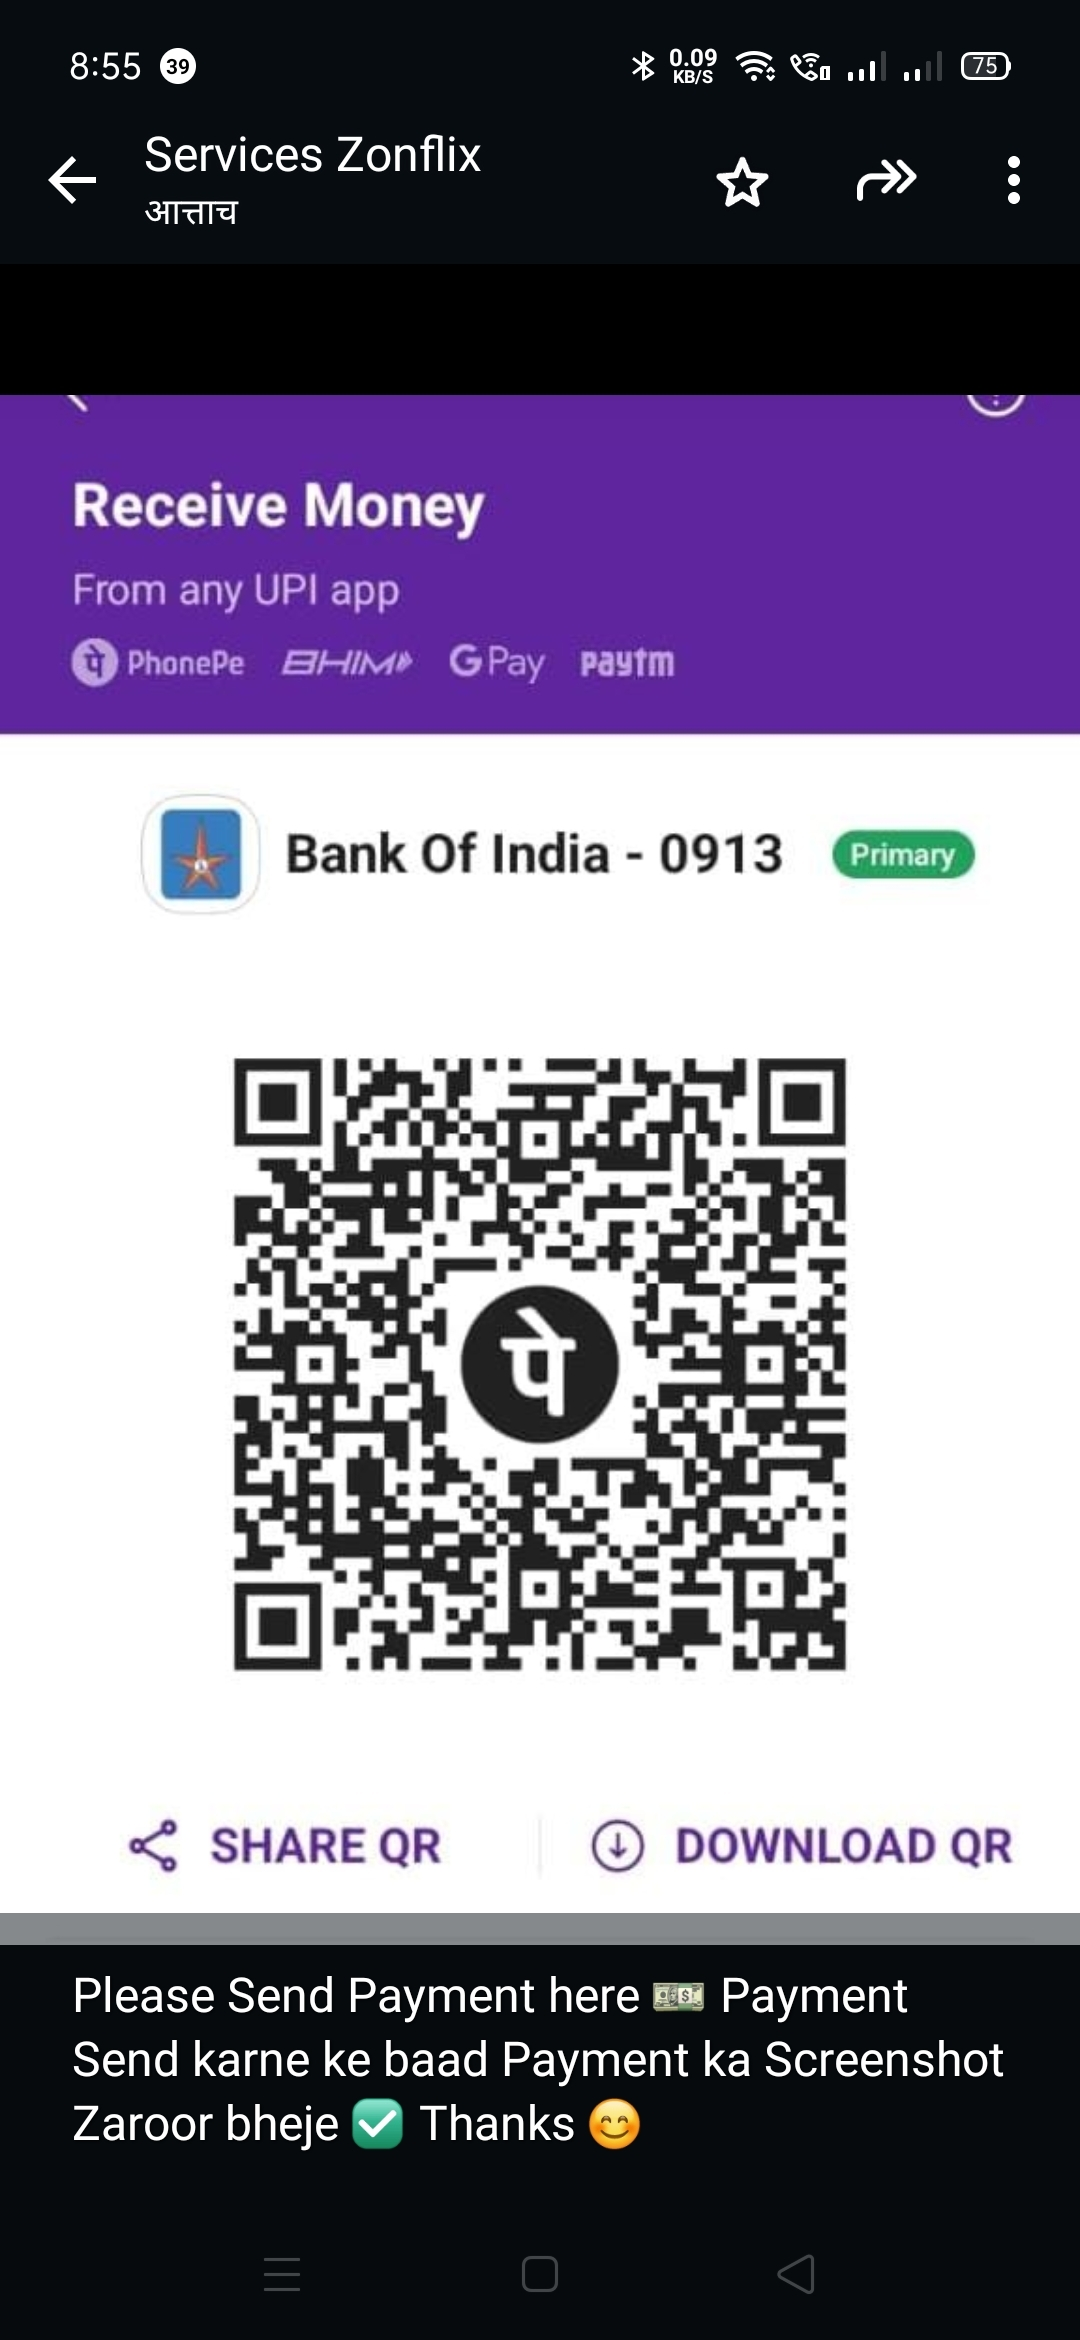 8:55 39 0.09 KB/S 75
Services Zonflix
आत्ताच
Receive Money
From any UPI app
पे PhonePe BHIM G Pay paytm
Bank Of India - 0913 Primary
पे
SHARE QR DOWNLOAD QR
Please Send Payment here 💵 Payment
Send karne ke baad Payment ka Screenshot
Zaroor bheje ✅ Thanks 😊